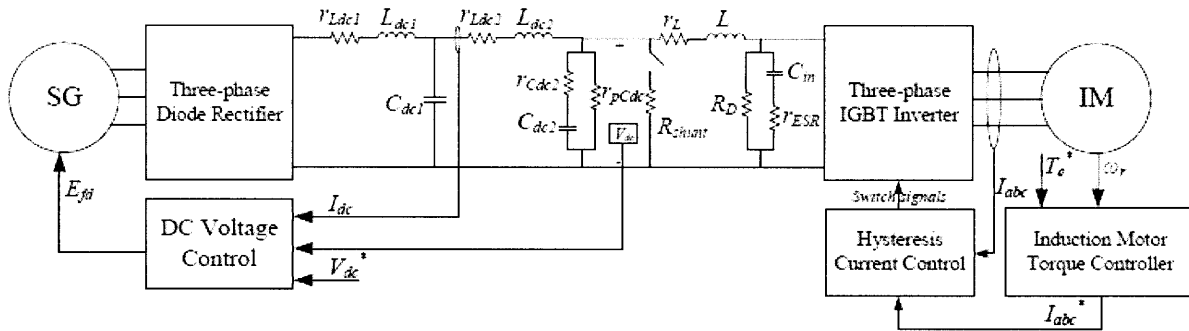 r_Ldc1 L_dc1 r_Ldc2 L_dc2 r_L L
SG
Three-phase
Diode Rectifier
C_dc1
r_Cdc2
C_dc2
r_pCdc
V_dc
R_shunt
R_D
C_in
r_ESR
Three-phase
IGBT Inverter
IM
E_fd
I_dc
DC Voltage
Control
V_dc*
Switch signals
I_abc
T_e*
ω_r
Hysteresis
Current Control
Induction Motor
Torque Controller
I_abc*